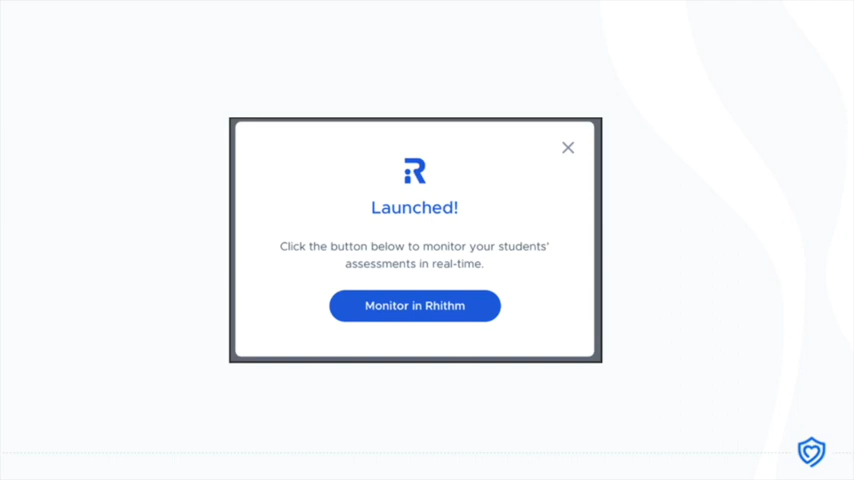 Launched!
Click the button below to monitor your students’
assessments in real-time.
Monitor in Rhithm